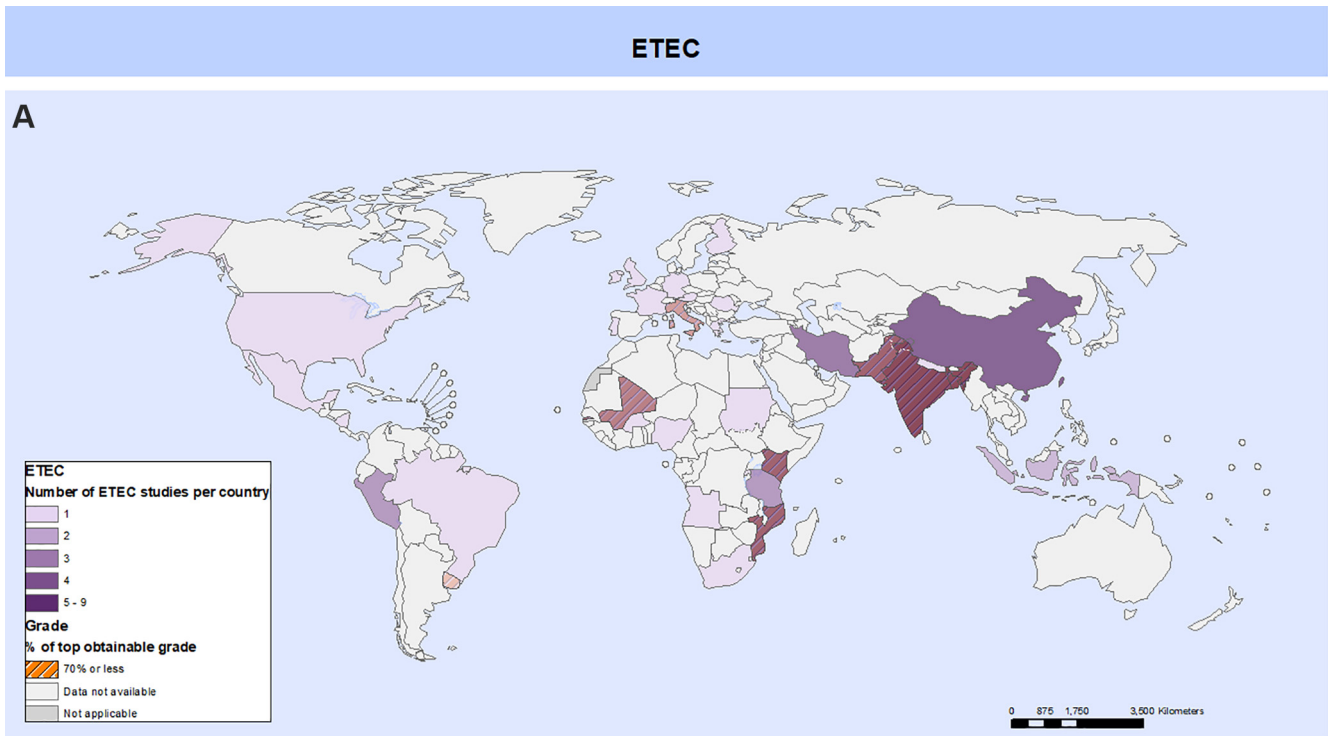 ETEC
A
ETEC
Number of ETEC studies per country
1
2
3
4
5 - 9
Grade
% of top obtainable grade
70% or less
Data not available
Not applicable
0 875 1,750 3,500 Kilometers